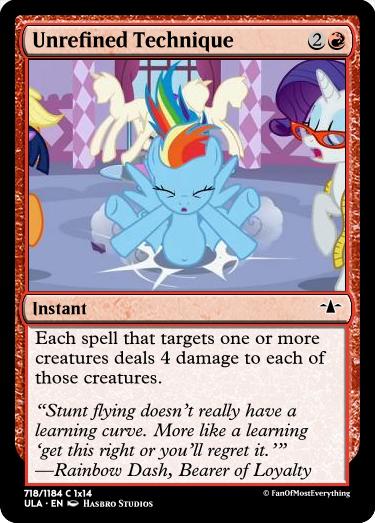 Unrefined Technique 2
Instant
Each spell that targets one or more
creatures deals 4 damage to each of
those creatures.
“Stunt flying doesn’t really have a
learning curve. More like a learning
‘get this right or you’ll regret it.’”
—Rainbow Dash, Bearer of Loyalty
718/1184 C 1x14
ULA • EN Hasbro Studios
© FanOfMostEverything